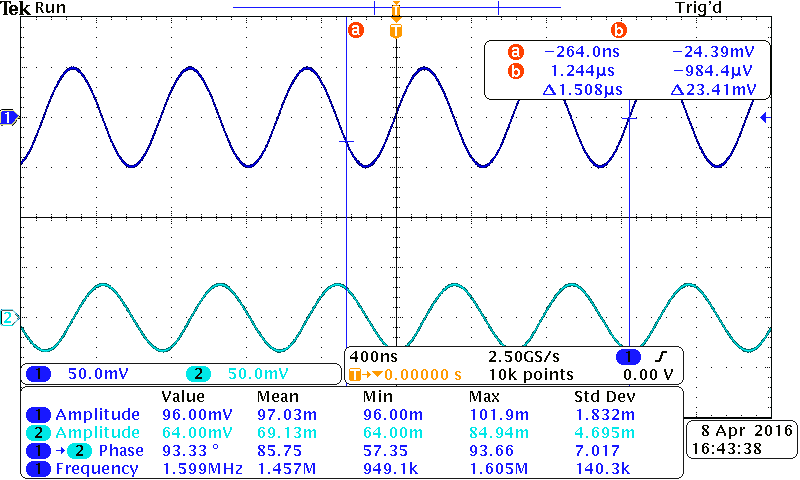 Tek Run Trig'd
T
a T b
a −264.0ns −24.39mV
b 1.244µs −984.4µV
Δ1.508µs Δ23.41mV
1
2
400ns 2.50GS/s 1
T→▼0.00000 s 10k points 0.00 V
1 50.0mV 2 50.0mV
Value Mean Min Max Std Dev
1 Amplitude 96.00mV 97.03m 96.00m 101.9m 1.832m
2 Amplitude 64.00mV 69.13m 64.00m 84.94m 4.695m
1 → 2 Phase 93.33 ° 85.75 57.35 93.66 7.017
1 Frequency 1.599MHz 1.457M 949.1k 1.605M 140.3k
8 Apr 2016
16:43:38